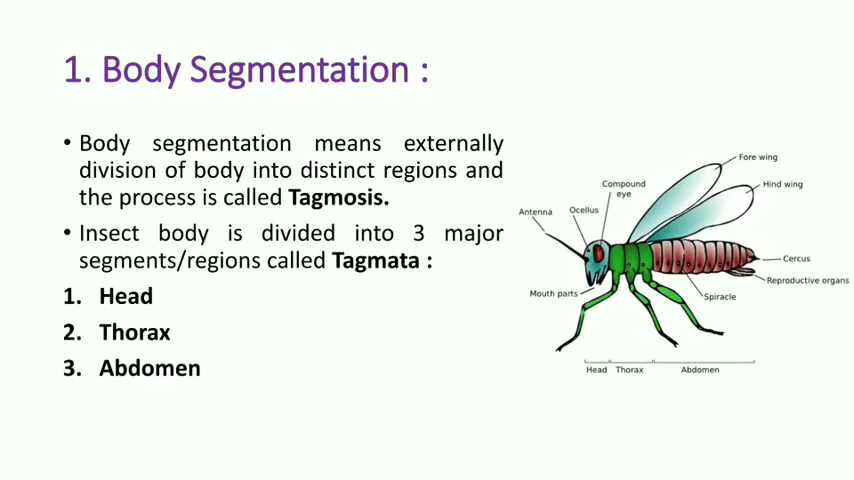 1. Body Segmentation :
• Body segmentation means externally
division of body into distinct regions and
the process is called Tagmosis.
• Insect body is divided into 3 major
segments/regions called Tagmata :
1. Head
2. Thorax
3. Abdomen
Fore wing
Hind wing
Compound
eye
Ocellus
Antenna
Cercus
Reproductive organs
Mouth parts
Spiracle
Head Thorax Abdomen